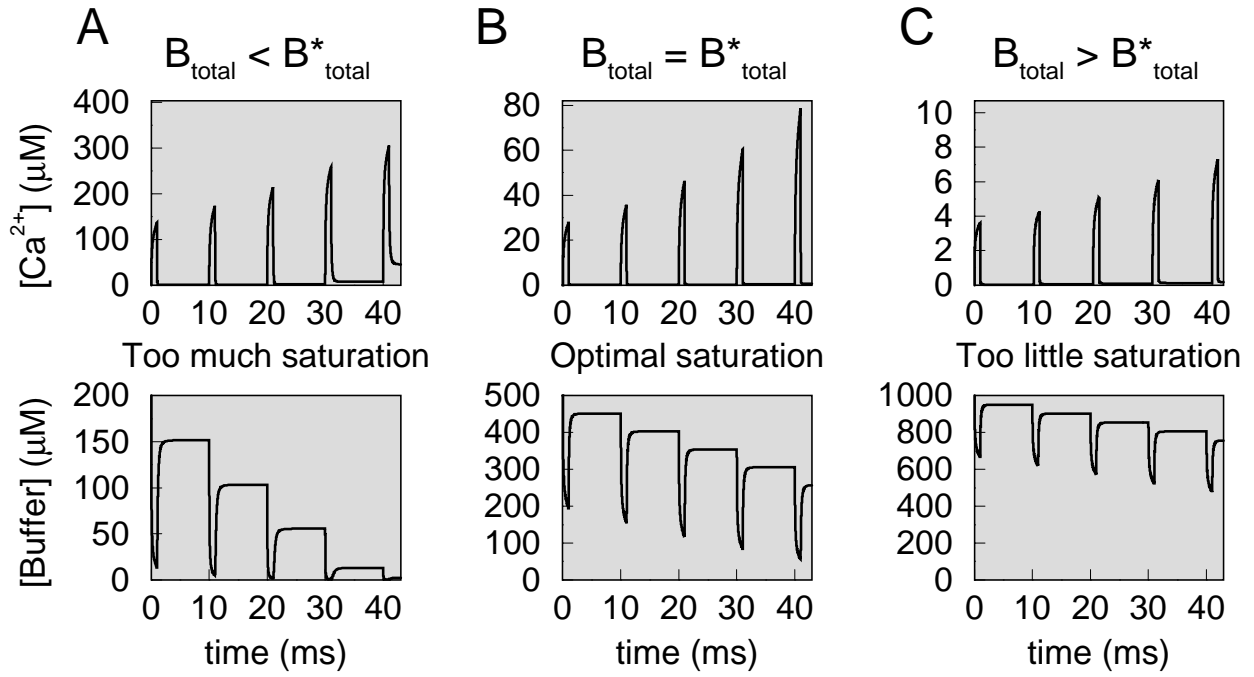 A B C
B_total < B*_total B_total = B*_total B_total > B*_total
[Ca²⁺] (μM)
400 300 200 100 0
80 60 40 20 0
10 8 6 4 2 0
0 10 20 30 40 0 10 20 30 40 0 10 20 30 40
Too much saturation Optimal saturation Too little saturation
[Buffer] (μM)
200 150 100 50 0
500 400 300 200 100 0
1000 800 600 400 200 0
0 10 20 30 40 0 10 20 30 40 0 10 20 30 40
time (ms) time (ms) time (ms)